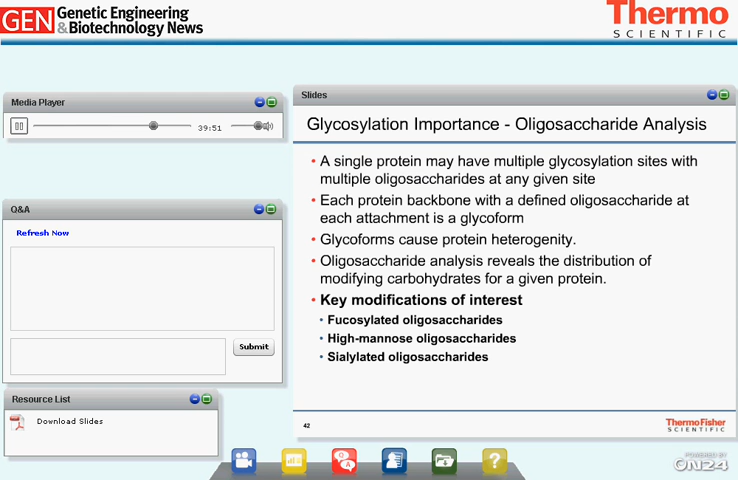 GEN Genetic Engineering
& Biotechnology News
Thermo
SCIENTIFIC
Media Player
39:51
Q&A
Refresh Now
Submit
Resource List
Download Slides
Slides
Glycosylation Importance - Oligosaccharide Analysis
• A single protein may have multiple glycosylation sites with
multiple oligosaccharides at any given site
• Each protein backbone with a defined oligosaccharide at
each attachment is a glycoform
• Glycoforms cause protein heterogenity.
• Oligosaccharide analysis reveals the distribution of
modifying carbohydrates for a given protein.
• Key modifications of interest
• Fucosylated oligosaccharides
• High-mannose oligosaccharides
• Sialylated oligosaccharides
42
ThermoFisher
SCIENTIFIC
Q
A
?
POWERED BY
ON24